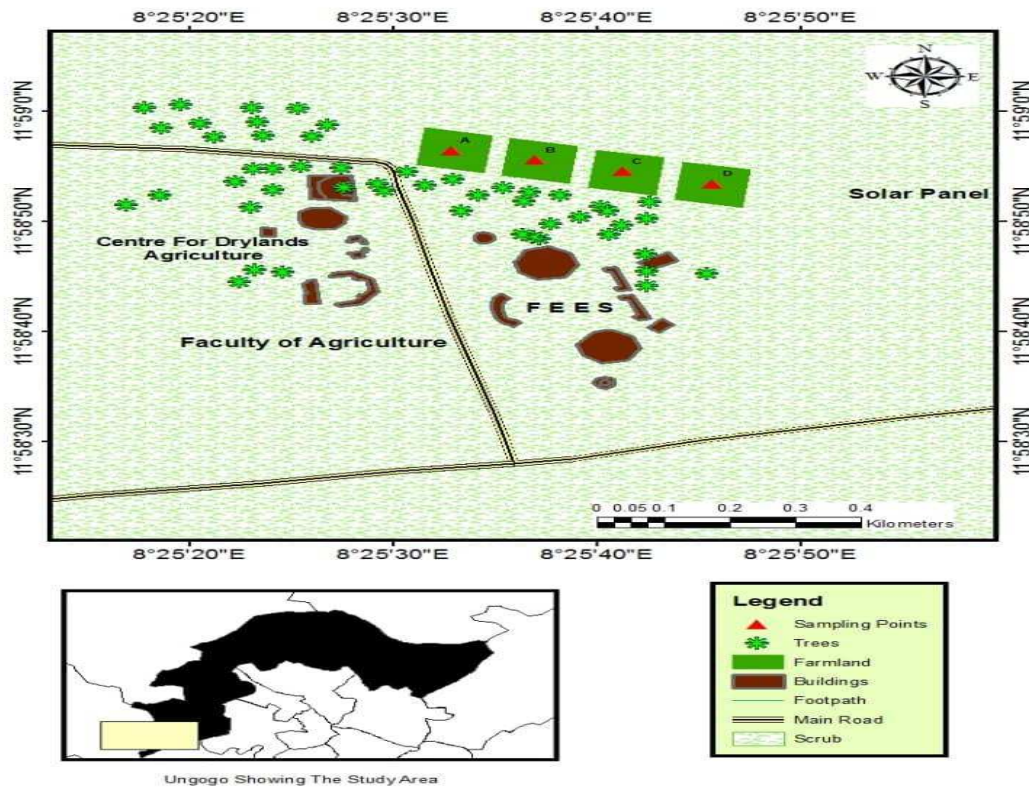 8°25'20"E 8°25'30"E 8°25'40"E 8°25'50"E
N
W E
S
11°59'0"N 11°59'0"N
A
B
C
D
Solar Panel
11°58'50"N 11°58'50"N
Centre For Drylands
Agriculture
F E E S
11°58'40"N 11°58'40"N
Faculty of Agriculture
11°58'30"N 11°58'30"N
0 0.05 0.1 0.2 0.3 0.4
Kilometers
8°25'20"E 8°25'30"E 8°25'40"E 8°25'50"E
Legend
Sampling Points
Trees
Farmland
Buildings
Footpath
Main Road
Scrub
Ungogo Showing The Study Area